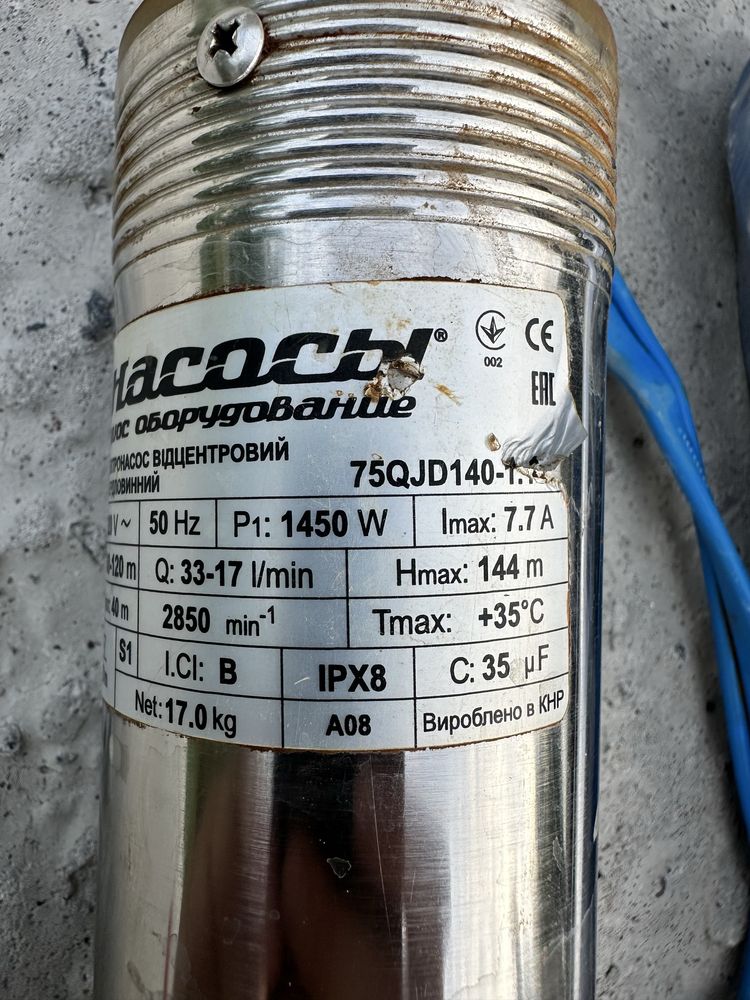 Насосы®
002
CE
EAC
оборудование
ВІДЦЕНТРОВИЙ
75QJD140-1.1
V ~ 50 Hz P1: 1450 W Imax: 7.7 A
-120 m Q: 33-17 l/min Hmax: 144 m
40 m 2850 min-1 Tmax: +35°C
S1 I.Cl: B IPX8 C: 35 µF
Net: 17.0 kg A08 Вироблено в КНР